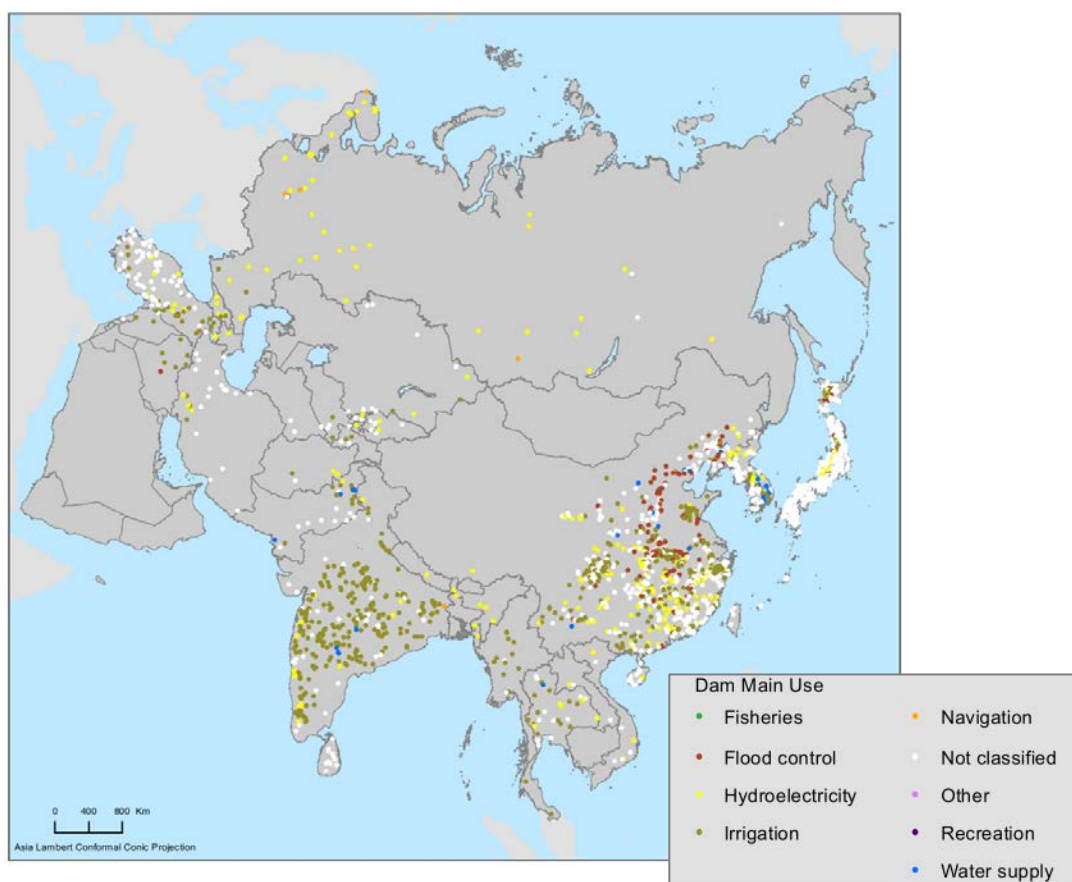 Dam Main Use
Fisheries
Flood control
Hydroelectricity
Irrigation
Navigation
Not classified
Other
Recreation
Water supply
0 400 800 Km
Asia Lambert Conformal Conic Projection